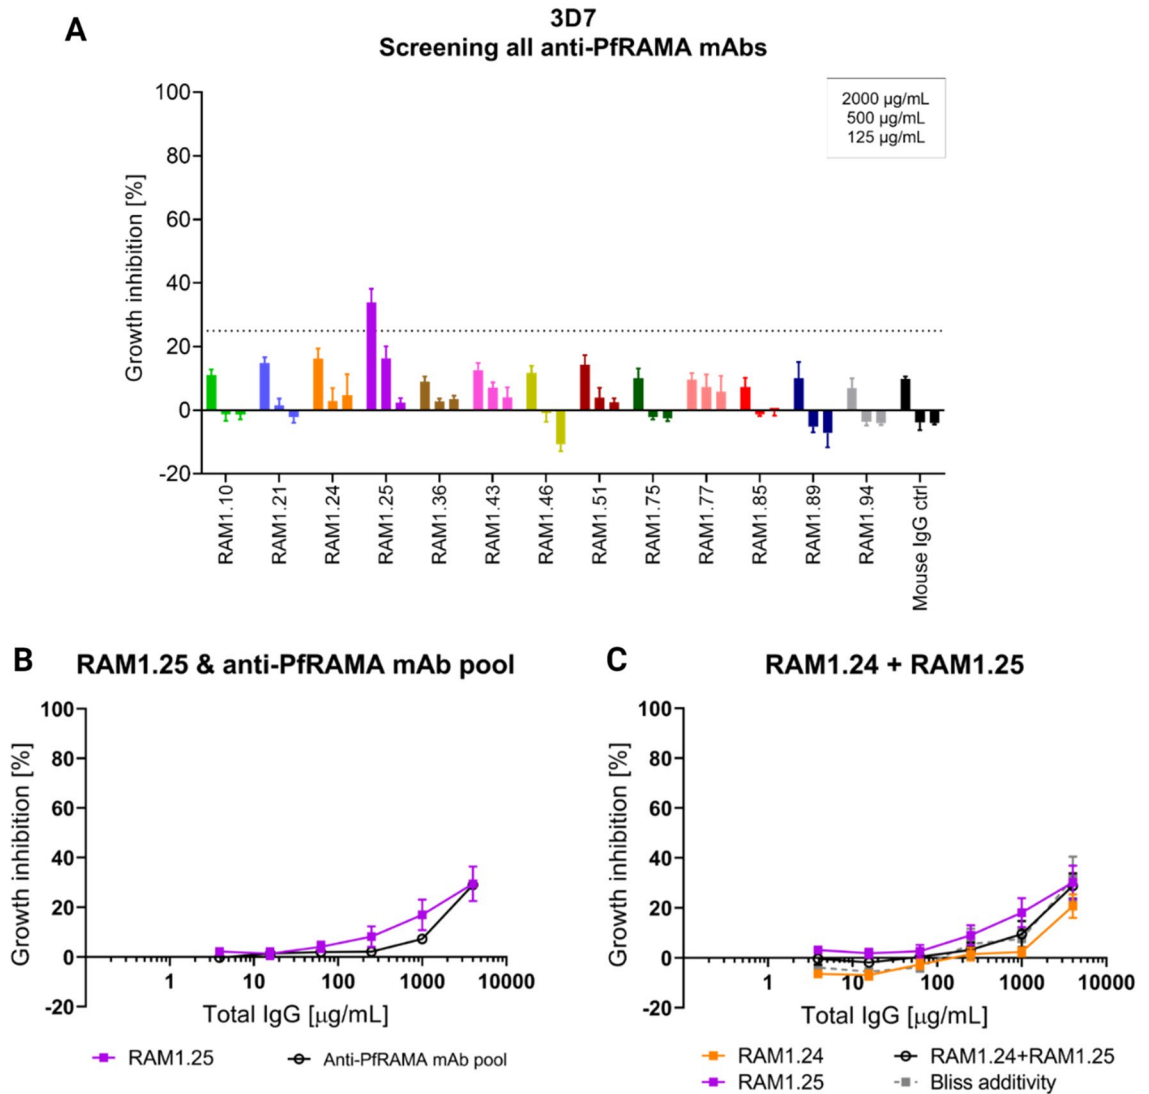 A
3D7
Screening all anti-PfRAMA mAbs
2000 µg/mL
500 µg/mL
125 µg/mL
Growth inhibition [%]
100
80
60
40
20
0
-20
RAM1.10
RAM1.21
RAM1.24
RAM1.25
RAM1.36
RAM1.43
RAM1.46
RAM1.51
RAM1.75
RAM1.77
RAM1.85
RAM1.89
RAM1.94
Mouse IgG ctrl
B
RAM1.25 & anti-PfRAMA mAb pool
Growth inhibition [%]
100
80
60
40
20
0
-20
1 10 100 1000 10000
Total IgG [µg/mL]
RAM1.25
Anti-PfRAMA mAb pool
C
RAM1.24 + RAM1.25
Growth inhibition [%]
100
80
60
40
20
0
-20
1 10 100 1000 10000
Total IgG [µg/mL]
RAM1.24
RAM1.24+RAM1.25
RAM1.25
Bliss additivity